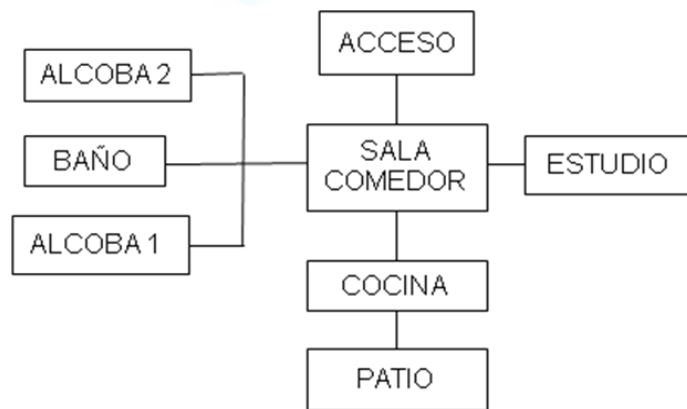 ACCESO
ALCOBA 2
BAÑO
SALA
COMEDOR
ESTUDIO
ALCOBA 1
COCINA
PATIO